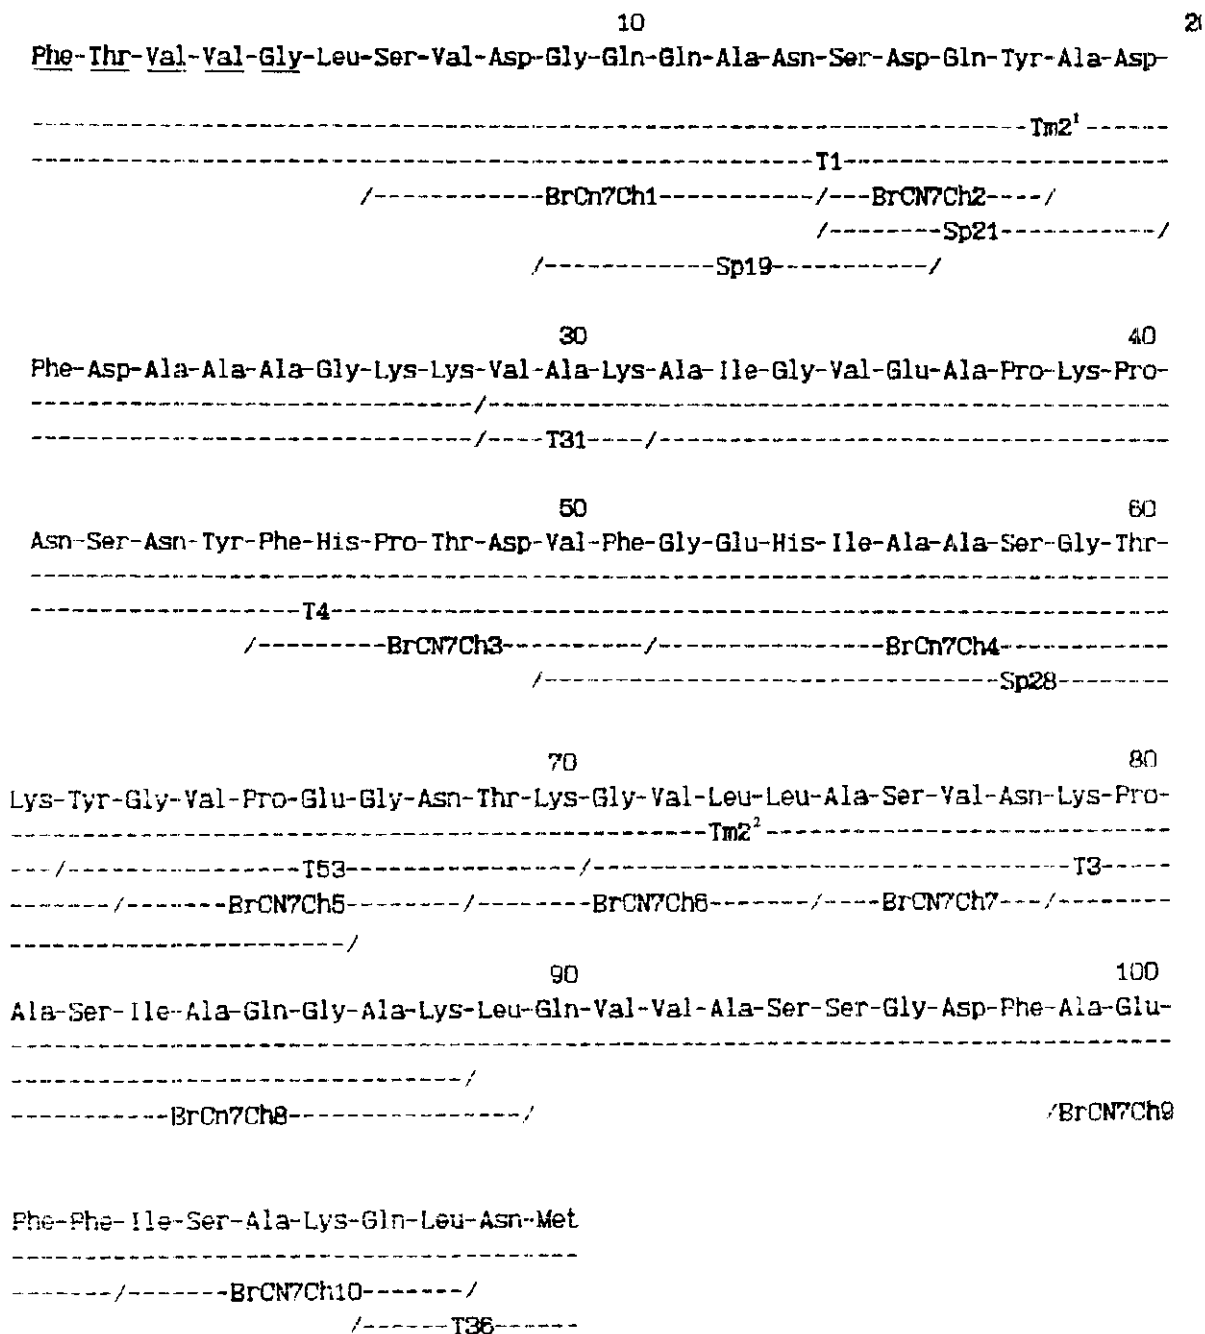 10 20
Phe-Thr-Val-Val-Gly-Leu-Ser-Val-Asp-Gly-Gln-Gln-Ala-Asn-Ser-Asp-Gln-Tyr-Ala-Asp-
------------------------------------------------------------Tm2¹------
------------------------------------------------T1--------------------
/------------BrCn7Ch1-----------/---BrCN7Ch2----/
/--------Sp21-----------/
/------------Sp19-----------/
30 40
Phe-Asp-Ala-Ala-Ala-Gly-Lys-Lys-Val-Ala-Lys-Ala-Ile-Gly-Val-Glu-Ala-Pro-Lys-Pro-
-------------------------------/------------------------------------------------
-------------------------------/----T31----/------------------------------------
50 60
Asn-Ser-Asn-Tyr-Phe-His-Pro-Thr-Asp-Val-Phe-Gly-Glu-His-Ile-Ala-Ala-Ser-Gly-Thr-
--------------------------------------------------------------------------------
-------------------T4-----------------------------------------------------------
/---------BrCN7Ch3----------/----------------BrCn7Ch4------------
/--------------------------------Sp28--------
70 80
Lys-Tyr-Gly-Val-Pro-Glu-Gly-Asn-Thr-Lys-Gly-Val-Leu-Leu-Ala-Ser-Val-Asn-Lys-Pro-
-------------------------------------------------Tm2²----------------------------
---/-----------------T53----------------/----------------------------------T3-----
-------/-------BrCN7Ch5--------/--------BrCN7Ch6-------/----BrCN7Ch7---/--------
------------------------/
90 100
Ala-Ser-Ile-Ala-Gln-Gly-Ala-Lys-Leu-Gln-Val-Val-Ala-Ser-Ser-Gly-Asp-Phe-Ala-Glu-
--------------------------------------------------------------------------------
--------------------------------/
-----------BrCn7Ch8----------------/ /BrCN7Ch9
Phe-Phe-Ile-Ser-Ala-Lys-Gln-Leu-Asn-Met
----------------------------------------
-------/-------BrCN7Ch10-------/
/------T36------